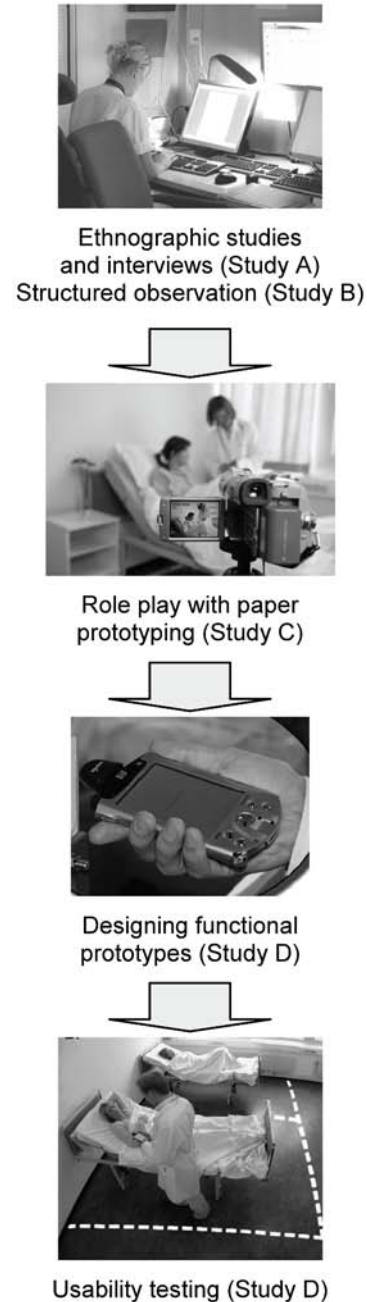 Ethnographic studies
and interviews (Study A)
Structured observation (Study B)
Role play with paper
prototyping (Study C)
Designing functional
prototypes (Study D)
Usability testing (Study D)